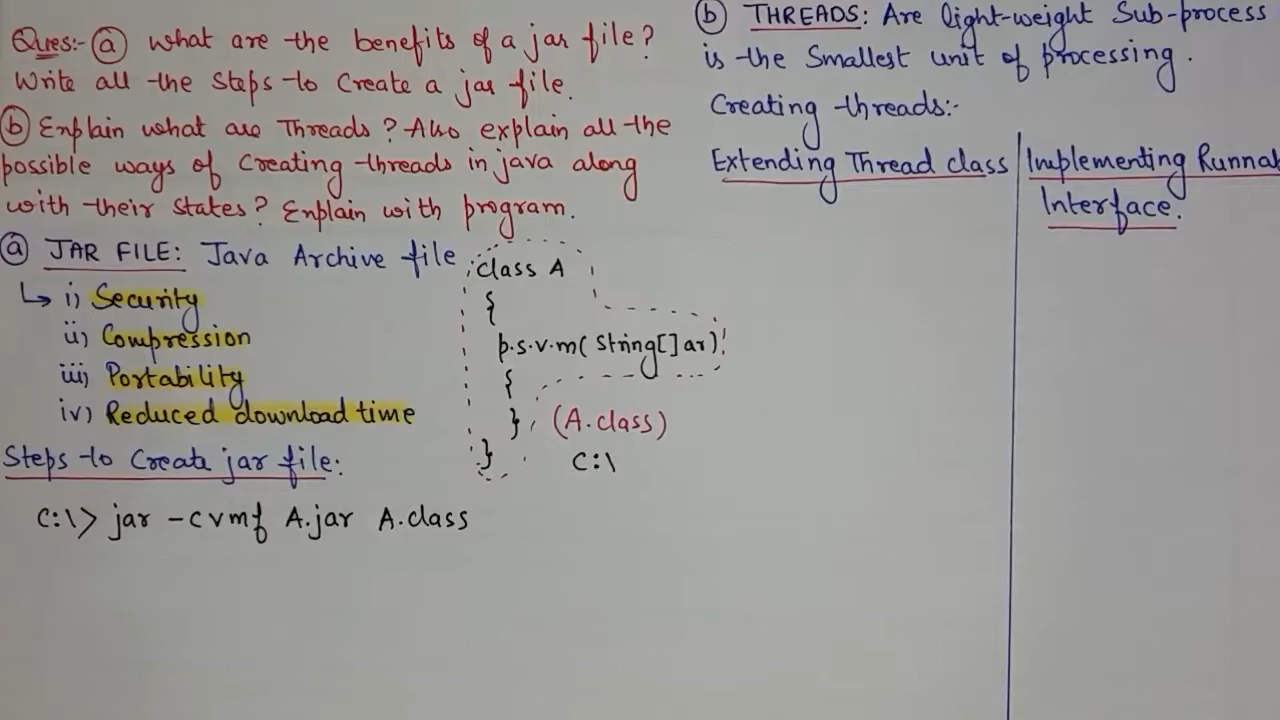 Ques:- (a) What are the benefits of a jar file?
Write all the steps to create a jar file.
(b) Explain what are Threads? Also explain all the
possible ways of creating threads in java along
with their states? Explain with program.
(a) JAR FILE: Java Archive file
↳ i) Security
ii) Compression
iii) Portability
iv) Reduced download time
class A
{
p.s.v.m( String[] ar)
{
}
}
(A.class)
C:\
Steps to create jar file:
C:\> jar -cvmf A.jar A.class
(b) THREADS: Are light-weight Sub-process
is the smallest unit of processing.
Creating threads:-
Extending Thread class
Implementing Runnab
Interface.